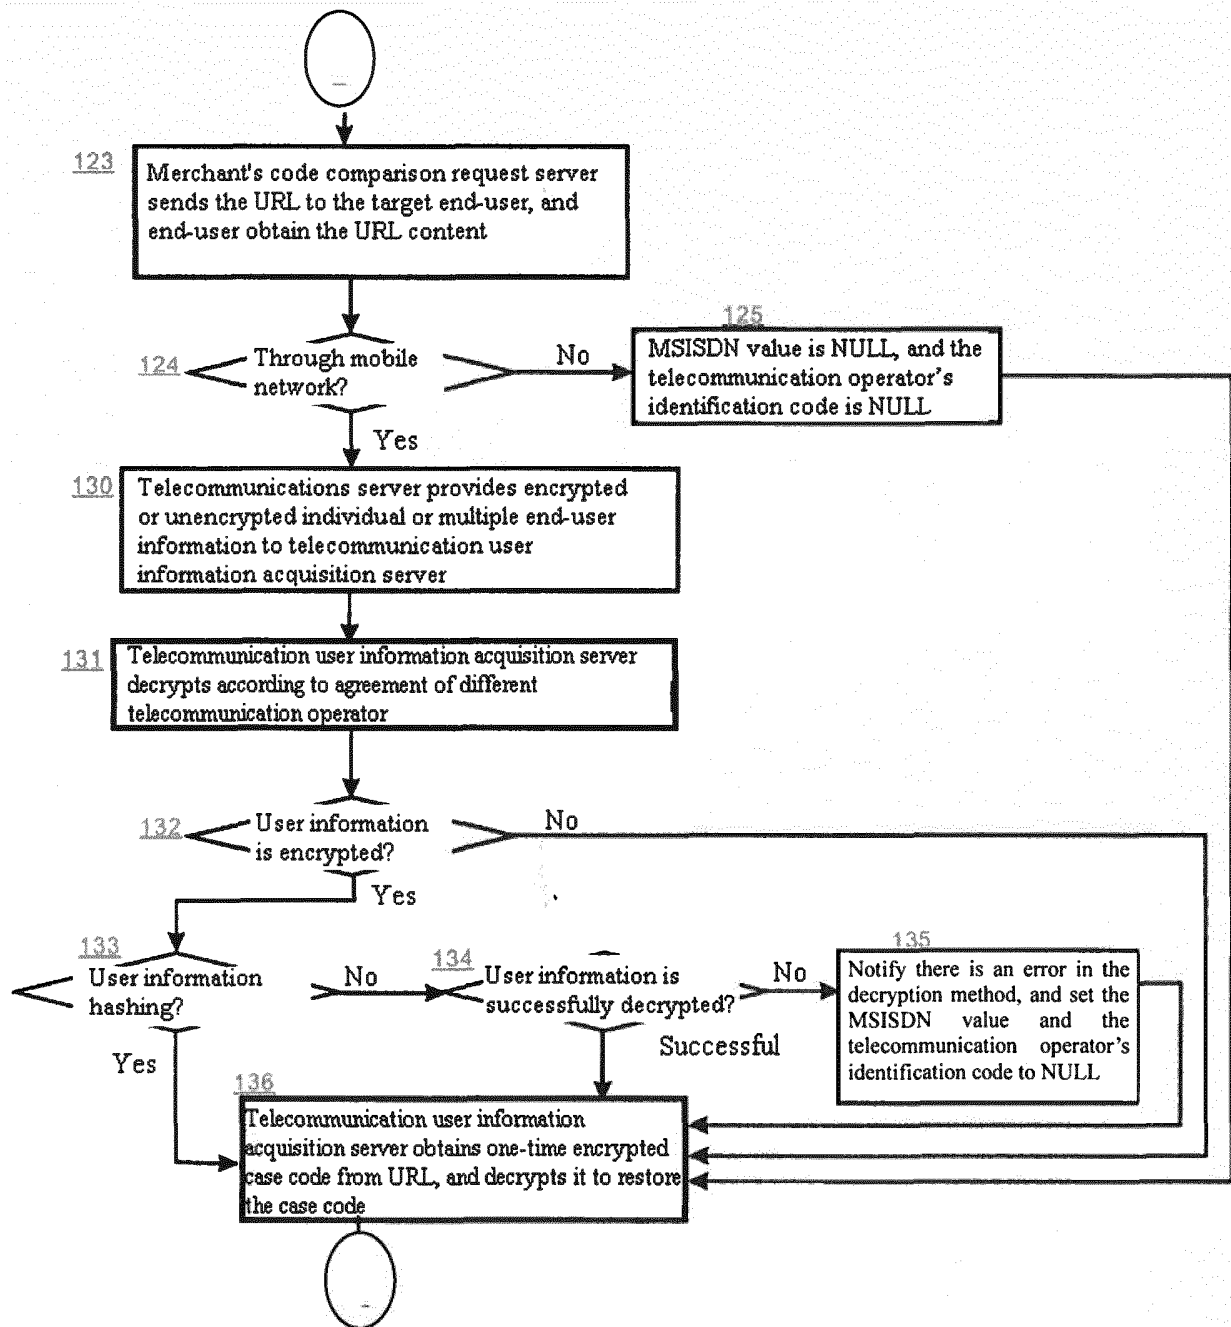 123
Merchant's code comparison request server
sends the URL to the target end-user, and
end-user obtain the URL content
124
Through mobile
network?
No
125
MSISDN value is NULL, and the
telecommunication operator's
identification code is NULL
Yes
130
Telecommunications server provides encrypted
or unencrypted individual or multiple end-user
information to telecommunication user
information acquisition server
131
Telecommunication user information acquisition server
decrypts according to agreement of different
telecommunication operator
132
User information
is encrypted?
No
Yes
133
User information
hashing?
No
134
User information is
successfully decrypted?
No
135
Notify there is an error in the
decryption method, and set the
MSISDN value and the
telecommunication operator's
identification code to NULL
Yes
Successful
136
Telecommunication user information
acquisition server obtains one-time encrypted
case code from URL, and decrypts it to restore
the case code